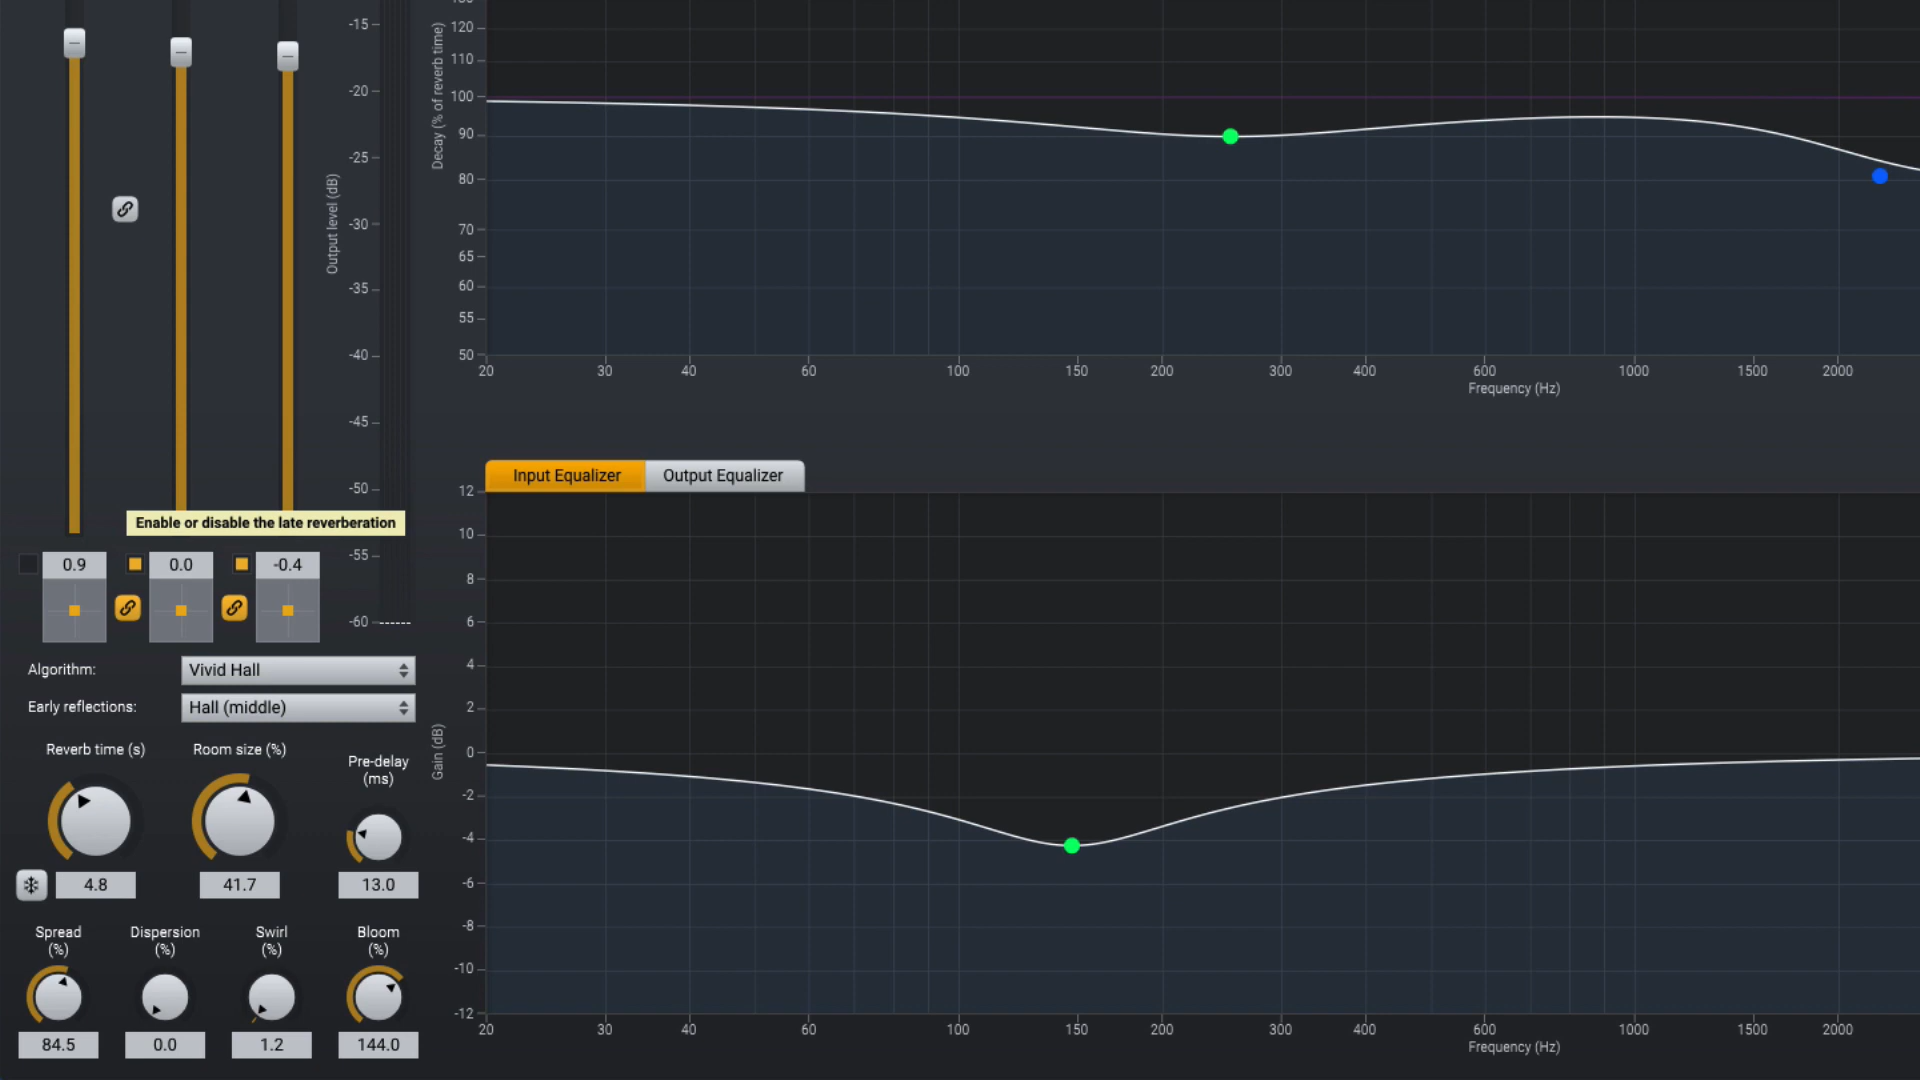 -15
-20
-25
-30
-35
-40
-45
-50
-55
-60
Output level (dB)
120
110
100
90
80
70
65
60
55
50
Decay (% of reverb time)
20 30 40 60 100 150 200 300 400 600 1000 1500 2000
Frequency (Hz)
Input Equalizer Output Equalizer
Enable or disable the late reverberation
0.9 0.0 -0.4
Algorithm: Vivid Hall
Early reflections: Hall (middle)
Reverb time (s) Room size (%) Pre-delay
(ms)
4.8 41.7 13.0
Spread Dispersion Swirl Bloom
(%) (%) (%) (%)
84.5 0.0 1.2 144.0
12
10
8
6
4
2
0
-2
-4
-6
-8
-10
-12
Gain (dB)
20 30 40 60 100 150 200 300 400 600 1000 1500 2000
Frequency (Hz)